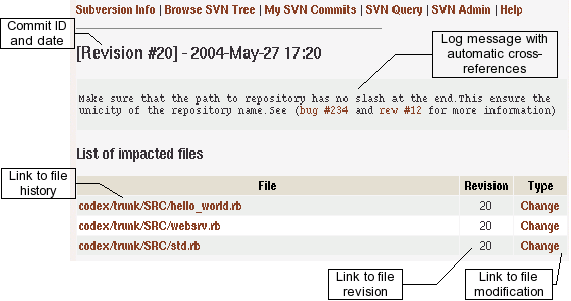 Subversion Info | Browse SVN Tree | My SVN Commits | SVN Query | SVN Admin | Help
Commit ID
and date
[Revision #20] - 2004-May-27 17:20
Log message with
automatic cross-
references
Make sure that the path to repository has no slash at the end.This ensure the
unicity of the repository name.See (bug #234 and rev #12 for more information)
List of impacted files
Link to file
history
File Revision Type
codex/trunk/SRC/hello_world.rb 20 Change
codex/trunk/SRC/websrv.rb 20 Change
codex/trunk/SRC/std.rb 20 Change
Link to file
revision
Link to file
modification